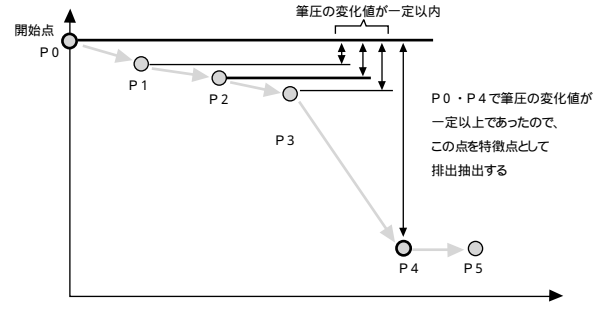 筆圧の変化値が一定以内
開始点
P0
P1
P2
P3
P0・P4で筆圧の変化値が
一定以上であったので、
この点を特徴点として
排出抽出する
P4
P5